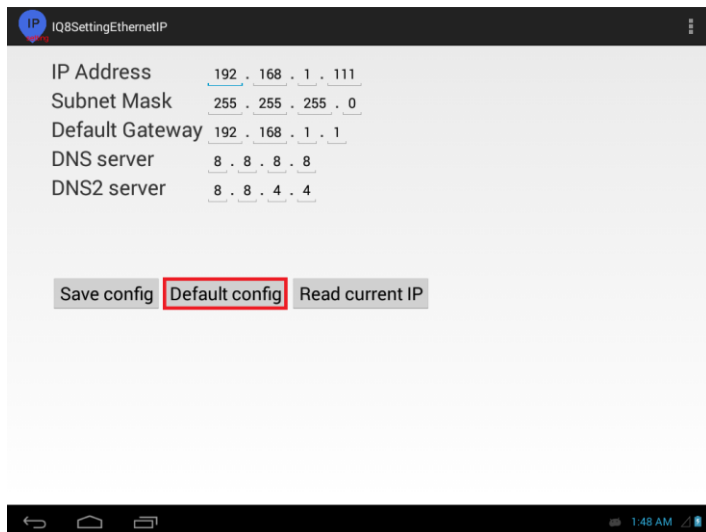 IP
setting
IQ8SettingEthernetIP
IP Address 192 . 168 . 1 . 111
Subnet Mask 255 . 255 . 255 . 0
Default Gateway 192 . 168 . 1 . 1
DNS server 8 . 8 . 8 . 8
DNS2 server 8 . 8 . 4 . 4
Save config Default config Read current IP
1:48 AM